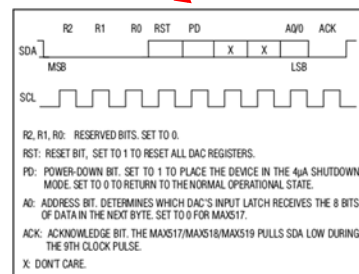 R2 R1 R0 RST PD A0/0 ACK
SDA X X
MSB LSB
SCL
R2, R1, R0: RESERVED BITS. SET TO 0.
RST: RESET BIT, SET TO 1 TO RESET ALL DAC REGISTERS.
PD: POWER-DOWN BIT. SET TO 1 TO PLACE THE DEVICE IN THE 4µA SHUTDOWN
MODE. SET TO 0 TO RETURN TO THE NORMAL OPERATIONAL STATE.
A0: ADDRESS BIT. DETERMINES WHICH DAC'S INPUT LATCH RECEIVES THE 8 BITS
OF DATA IN THE NEXT BYTE. SET TO 0 FOR MAX517.
ACK: ACKNOWLEDGE BIT. THE MAX517/MAX518/MAX519 PULLS SDA LOW DURING
THE 9TH CLOCK PULSE.
X: DON'T CARE.